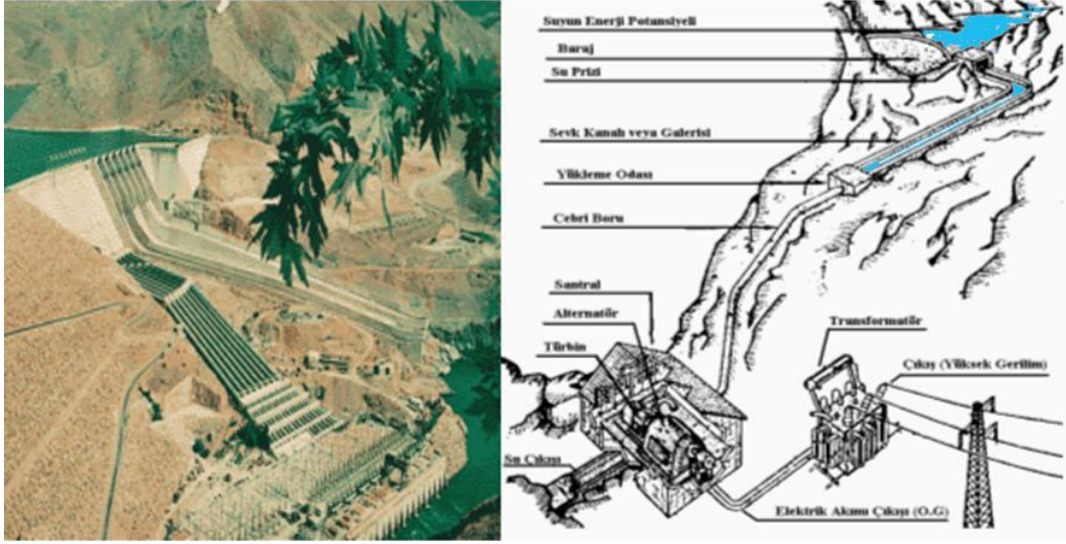 Suyun Enerji Potansiyeli
Baraj
Su Prizi
Sevk Kanalı veya Galerisi
Yükleme Odası
Cebri Boru
Santral
Alternatör
Türbin
Transformatör
Çıkış (Yüksek Gerilim)
Su Çıkışı
Elektrik Akımı Çıkışı (O.G)